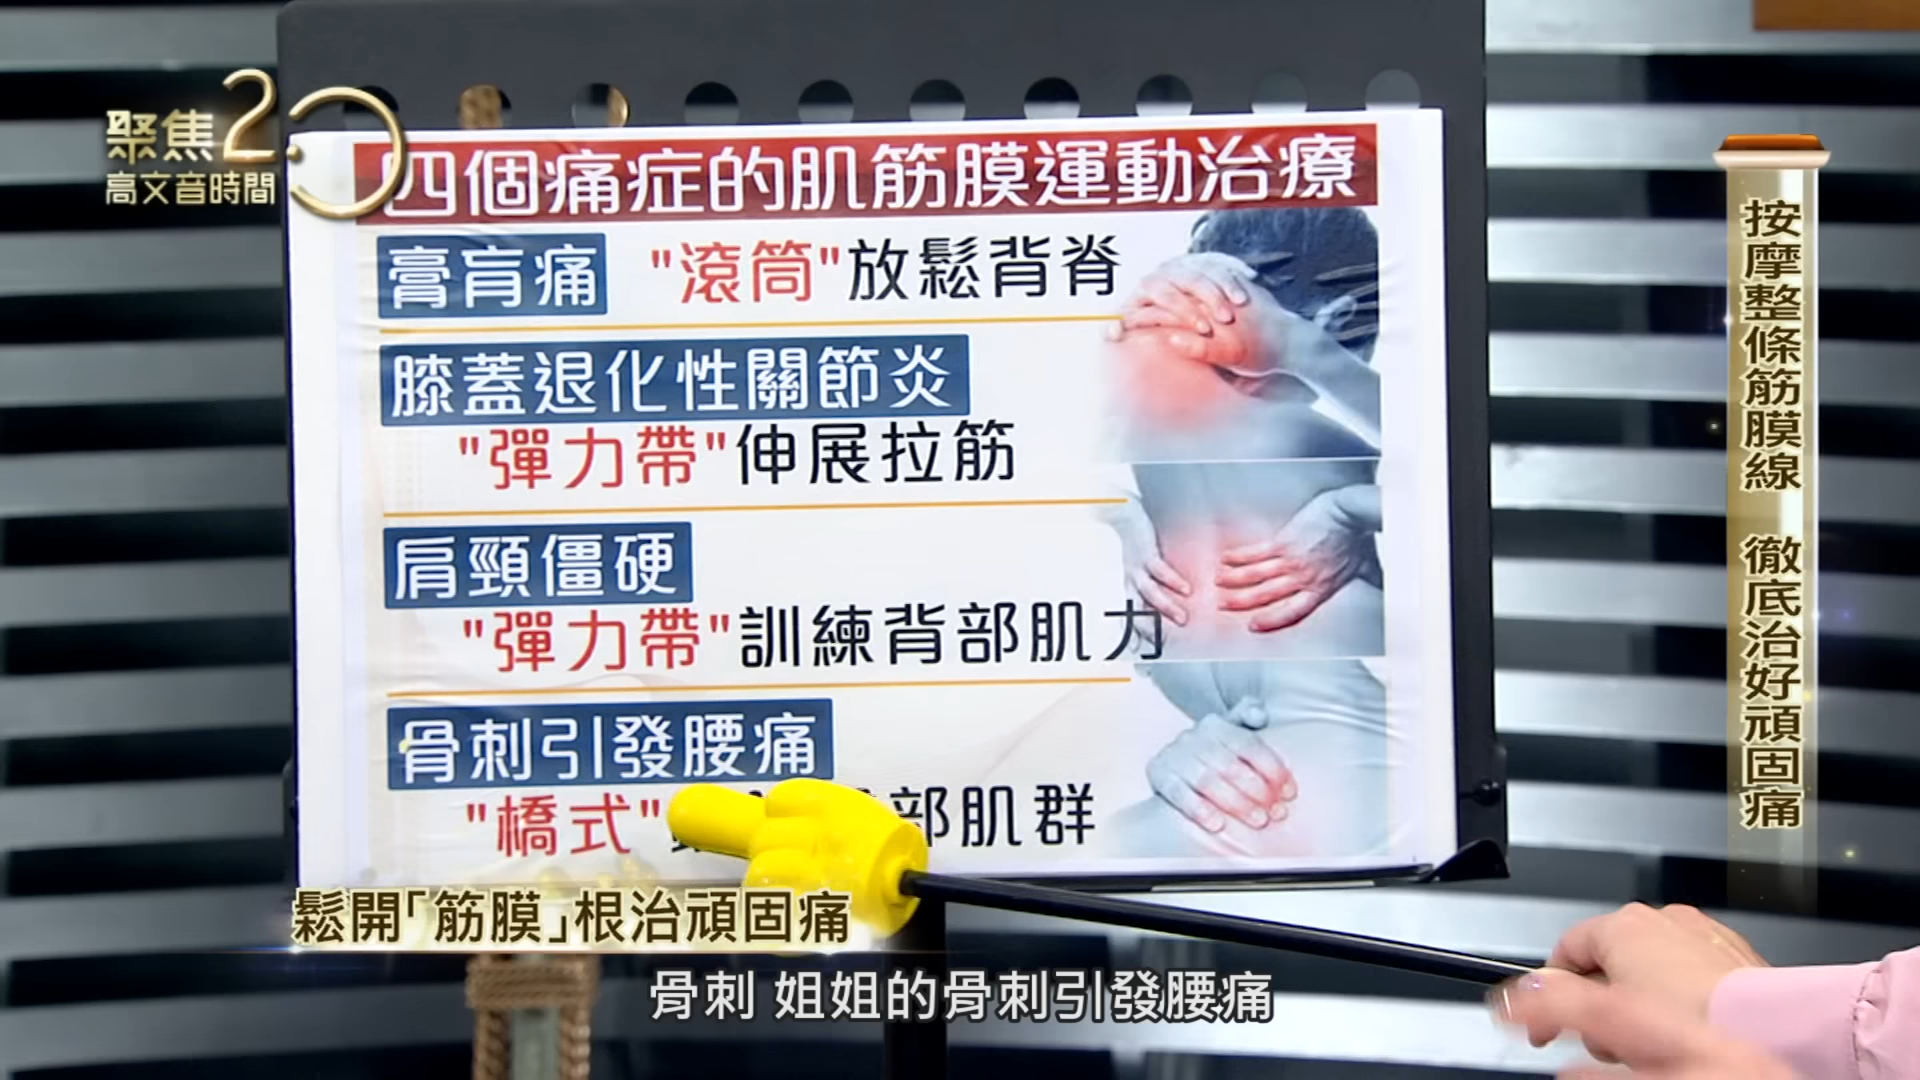 聚焦2.0
高文音時間
四個痛症的肌筋膜運動治療
膏肓痛 "滾筒"放鬆背脊
膝蓋退化性關節炎
"彈力帶"伸展拉筋
肩頸僵硬
"彈力帶"訓練背部肌力
骨刺引發腰痛
"橋式" 部肌群
按摩整條筋膜線 徹底治好頑固痛
鬆開「筋膜」根治頑固痛
骨刺 姐姐的骨刺引發腰痛